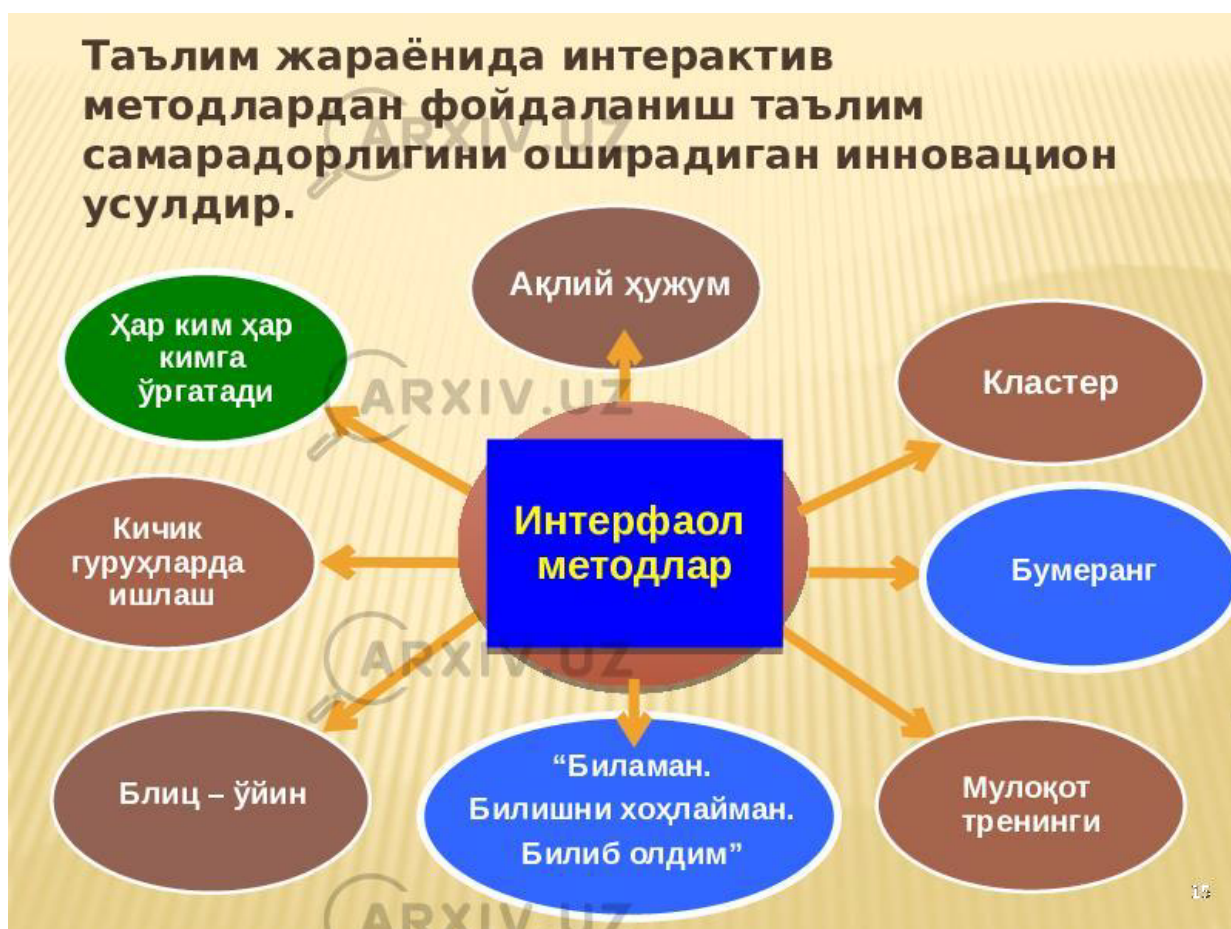 Таълим жараёнида интерактив
методлардан фойдаланиш таълим
самарадорлигини оширадиган инновацион
усулдир.
ARXIV.UZ
Ақлий ҳужум
Ҳар ким ҳар
кимга
ўргатади
Кластер
ARXIV.UZ
Интерфаол
методлар
Кичик
гуруҳларда
ишлаш
Бумеранг
ARXIV.UZ
Блиц – ўйин
“Биламан.
Билишни хоҳлайман.
Билиб олдим”
Мулоқот
тренинги
ARXIV.UZ